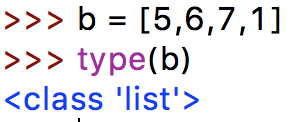 >>> b = [5,6,7,1]
>>> type(b)
<class 'list'>